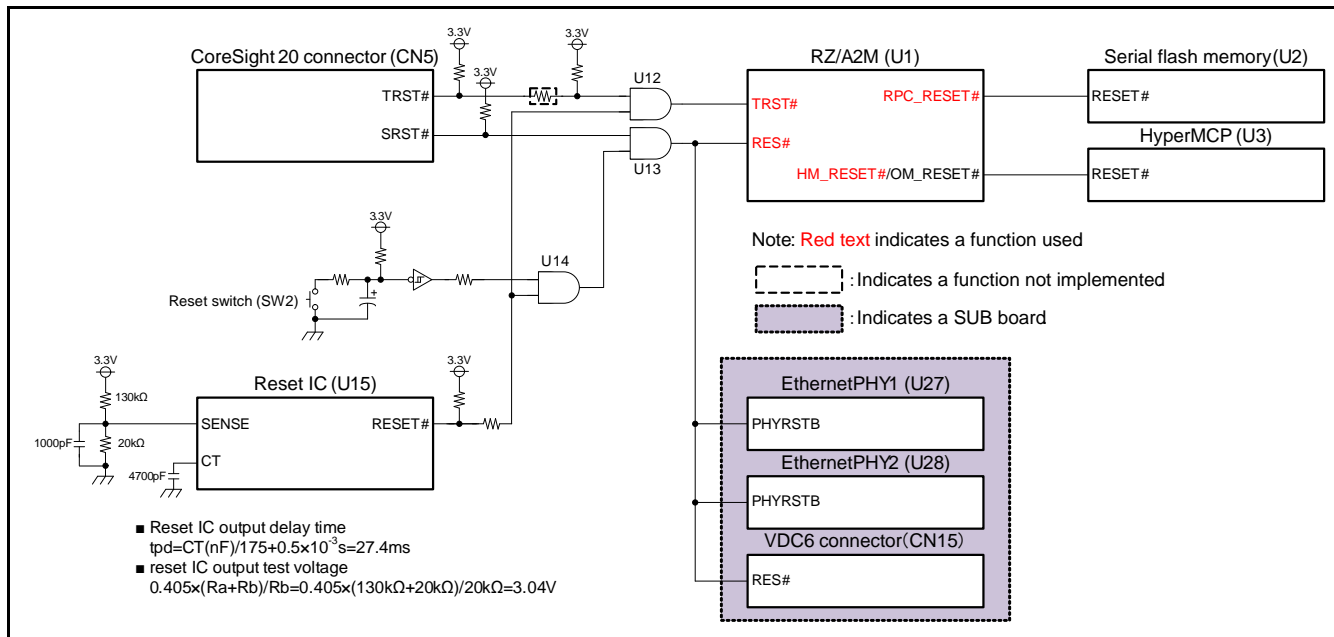 3.3V
3.3V
3.3V
CoreSight 20 connector (CN5)
TRST#
SRST#
U12
U13
RZ/A2M (U1)
TRST#
RES#
RPC_RESET#
HM_RESET#/OM_RESET#
Serial flash memory(U2)
RESET#
HyperMCP (U3)
RESET#
Note: Red text indicates a function used
:Indicates a function not implemented
:Indicates a SUB board
3.3V
U14
Reset switch (SW2)
3.3V
130kΩ
1000pF
20kΩ
4700pF
Reset IC (U15)
SENSE
CT
RESET#
3.3V
■ Reset IC output delay time
tpd=CT(nF)/175+0.5×10-3s=27.4ms
■ reset IC output test voltage
0.405×(Ra+Rb)/Rb=0.405×(130kΩ+20kΩ)/20kΩ=3.04V
EthernetPHY1 (U27)
PHYRSTB
EthernetPHY2 (U28)
PHYRSTB
VDC6 connector(CN15)
RES#